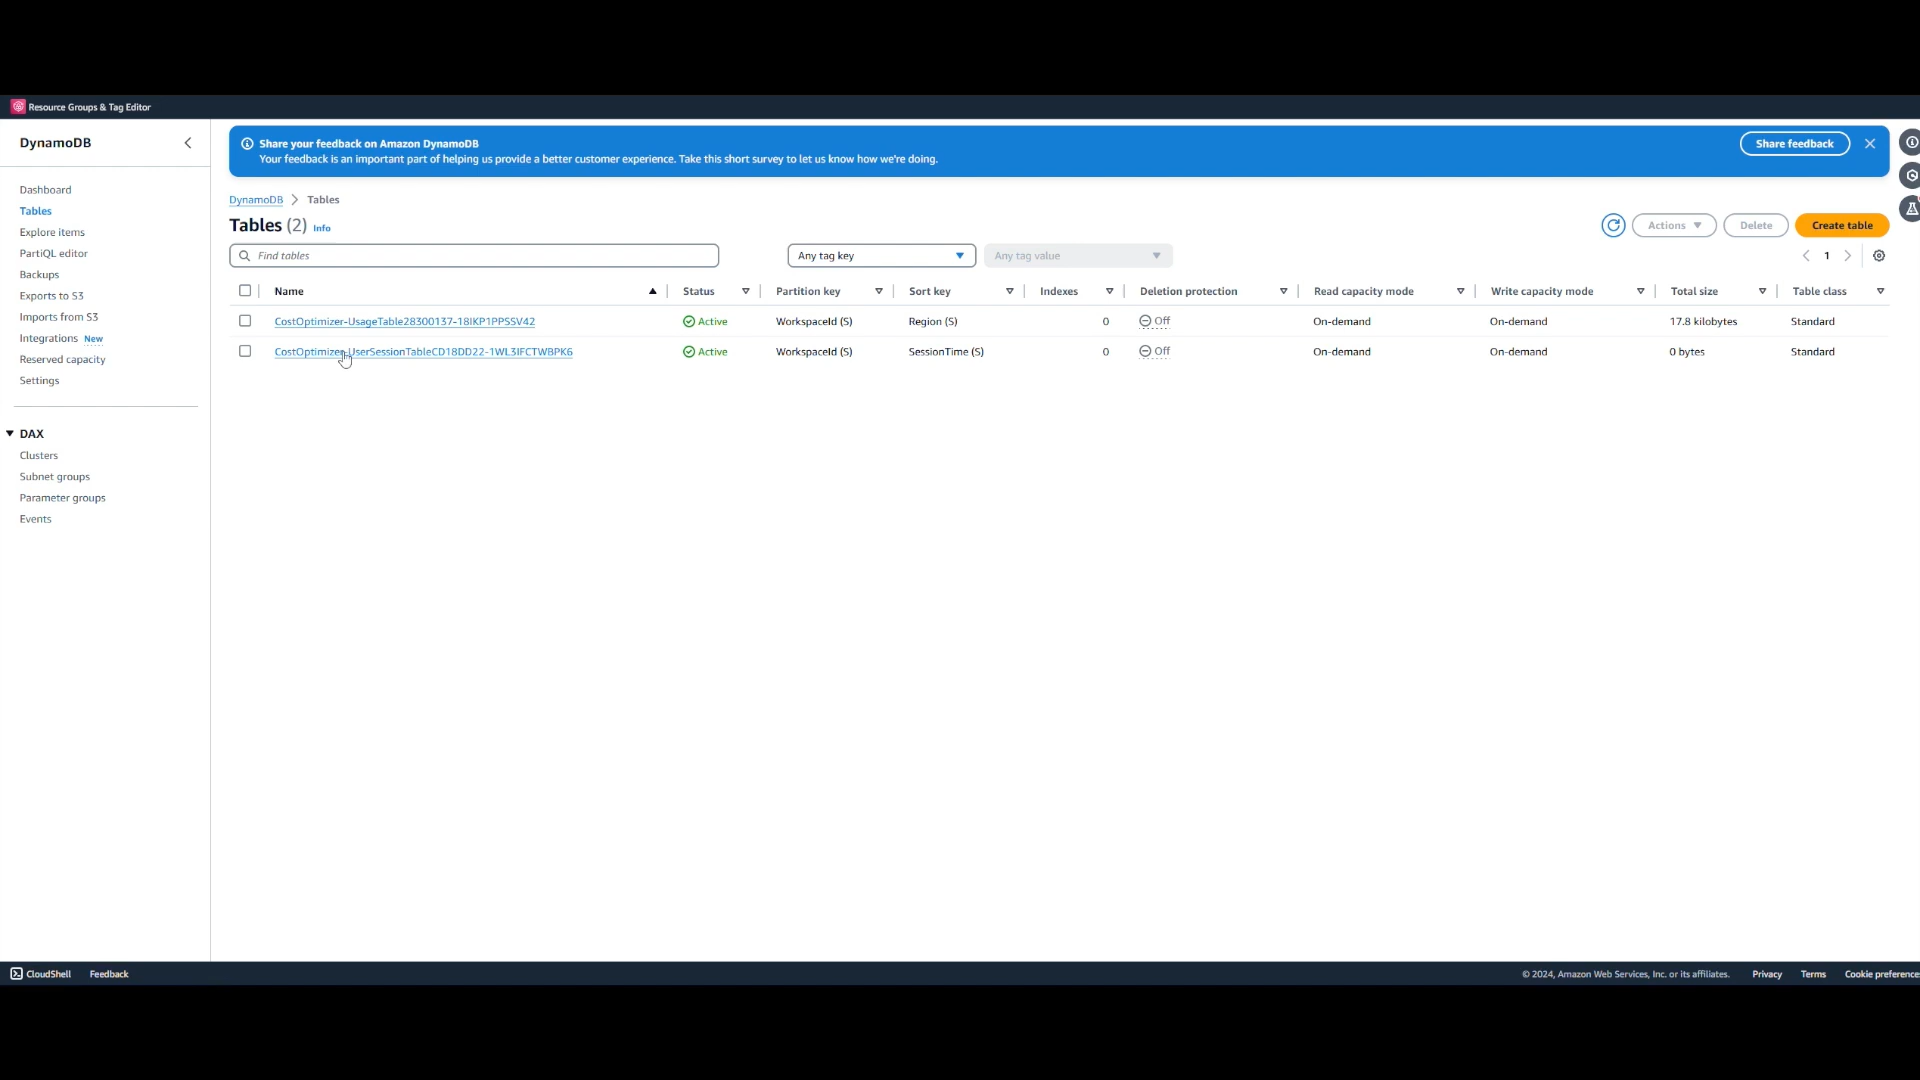 Resource Groups & Tag Editor
DynamoDB
Dashboard
Tables
Explore items
PartiQL editor
Backups
Exports to S3
Imports from S3
Integrations New
Reserved capacity
Settings
DAX
Clusters
Subnet groups
Parameter groups
Events
Share your feedback on Amazon DynamoDB
Your feedback is an important part of helping us provide a better customer experience. Take this short survey to let us know how we're doing.
Share feedback
DynamoDB > Tables
Tables (2) Info
Actions
Delete
Create table
Find tables
Any tag key
Any tag value
1
Name Status Partition key Sort key Indexes Deletion protection Read capacity mode Write capacity mode Total size Table class
CostOptimizer-UsageTable28300137-18IKP1PPSSV42 Active WorkspaceId (S) Region (S) 0 Off On-demand On-demand 17.8 kilobytes Standard
CostOptimizer-UserSessionTableCD18DD22-1WL3IFCTWBPK6 Active WorkspaceId (S) SessionTime (S) 0 Off On-demand On-demand 0 bytes Standard
CloudShell Feedback © 2024, Amazon Web Services, Inc. or its affiliates. Privacy Terms Cookie preferences